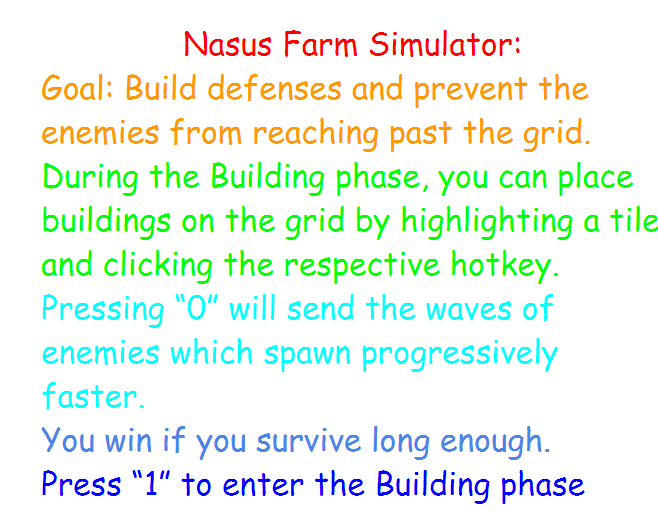 Nasus Farm Simulator:
Goal: Build defenses and prevent the
enemies from reaching past the grid.
During the Building phase, you can place
buildings on the grid by highlighting a tile
and clicking the respective hotkey.
Pressing “0” will send the waves of
enemies which spawn progressively
faster.
You win if you survive long enough.
Press “1” to enter the Building phase